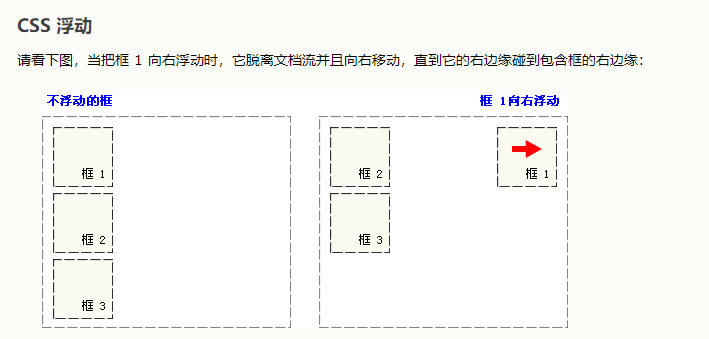 CSS 浮动
请看下图，当把框 1 向右浮动时，它脱离文档流并且向右移动，直到它的右边缘碰到包含框的右边缘：
不浮动的框
框 1
框 2
框 3
框 1向右浮动
框 2
框 1
框 3